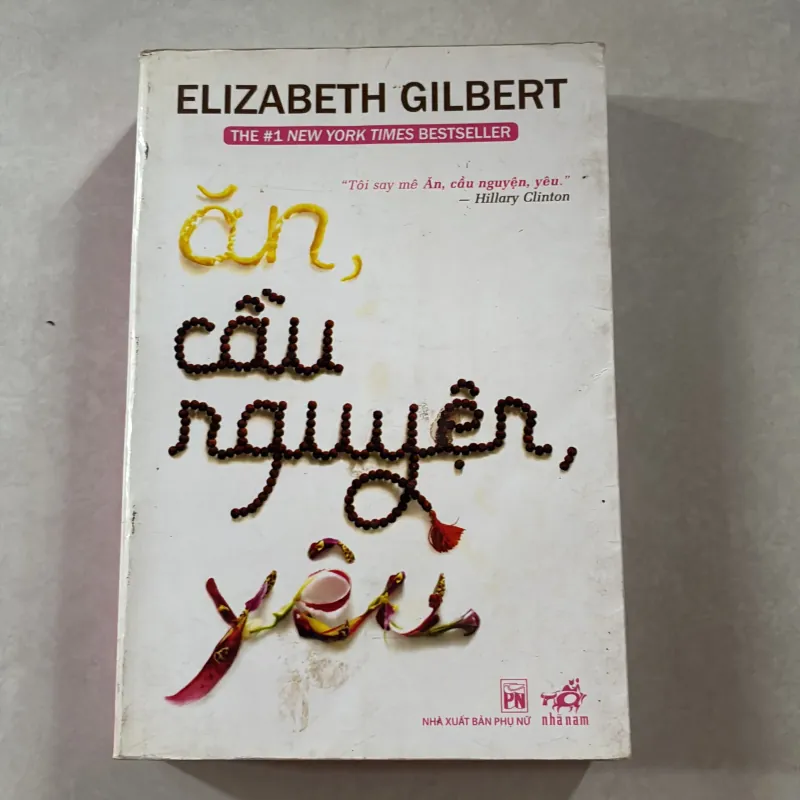 ELIZABETH GILBERT
THE #1 NEW YORK TIMES BESTSELLER
“Tôi say mê Ăn, cầu nguyện, yêu.”
— Hillary Clinton
ăn,
cầu
nguyện,
yêu
PN
NHÀ XUẤT BẢN PHỤ NỮ
nhã nam